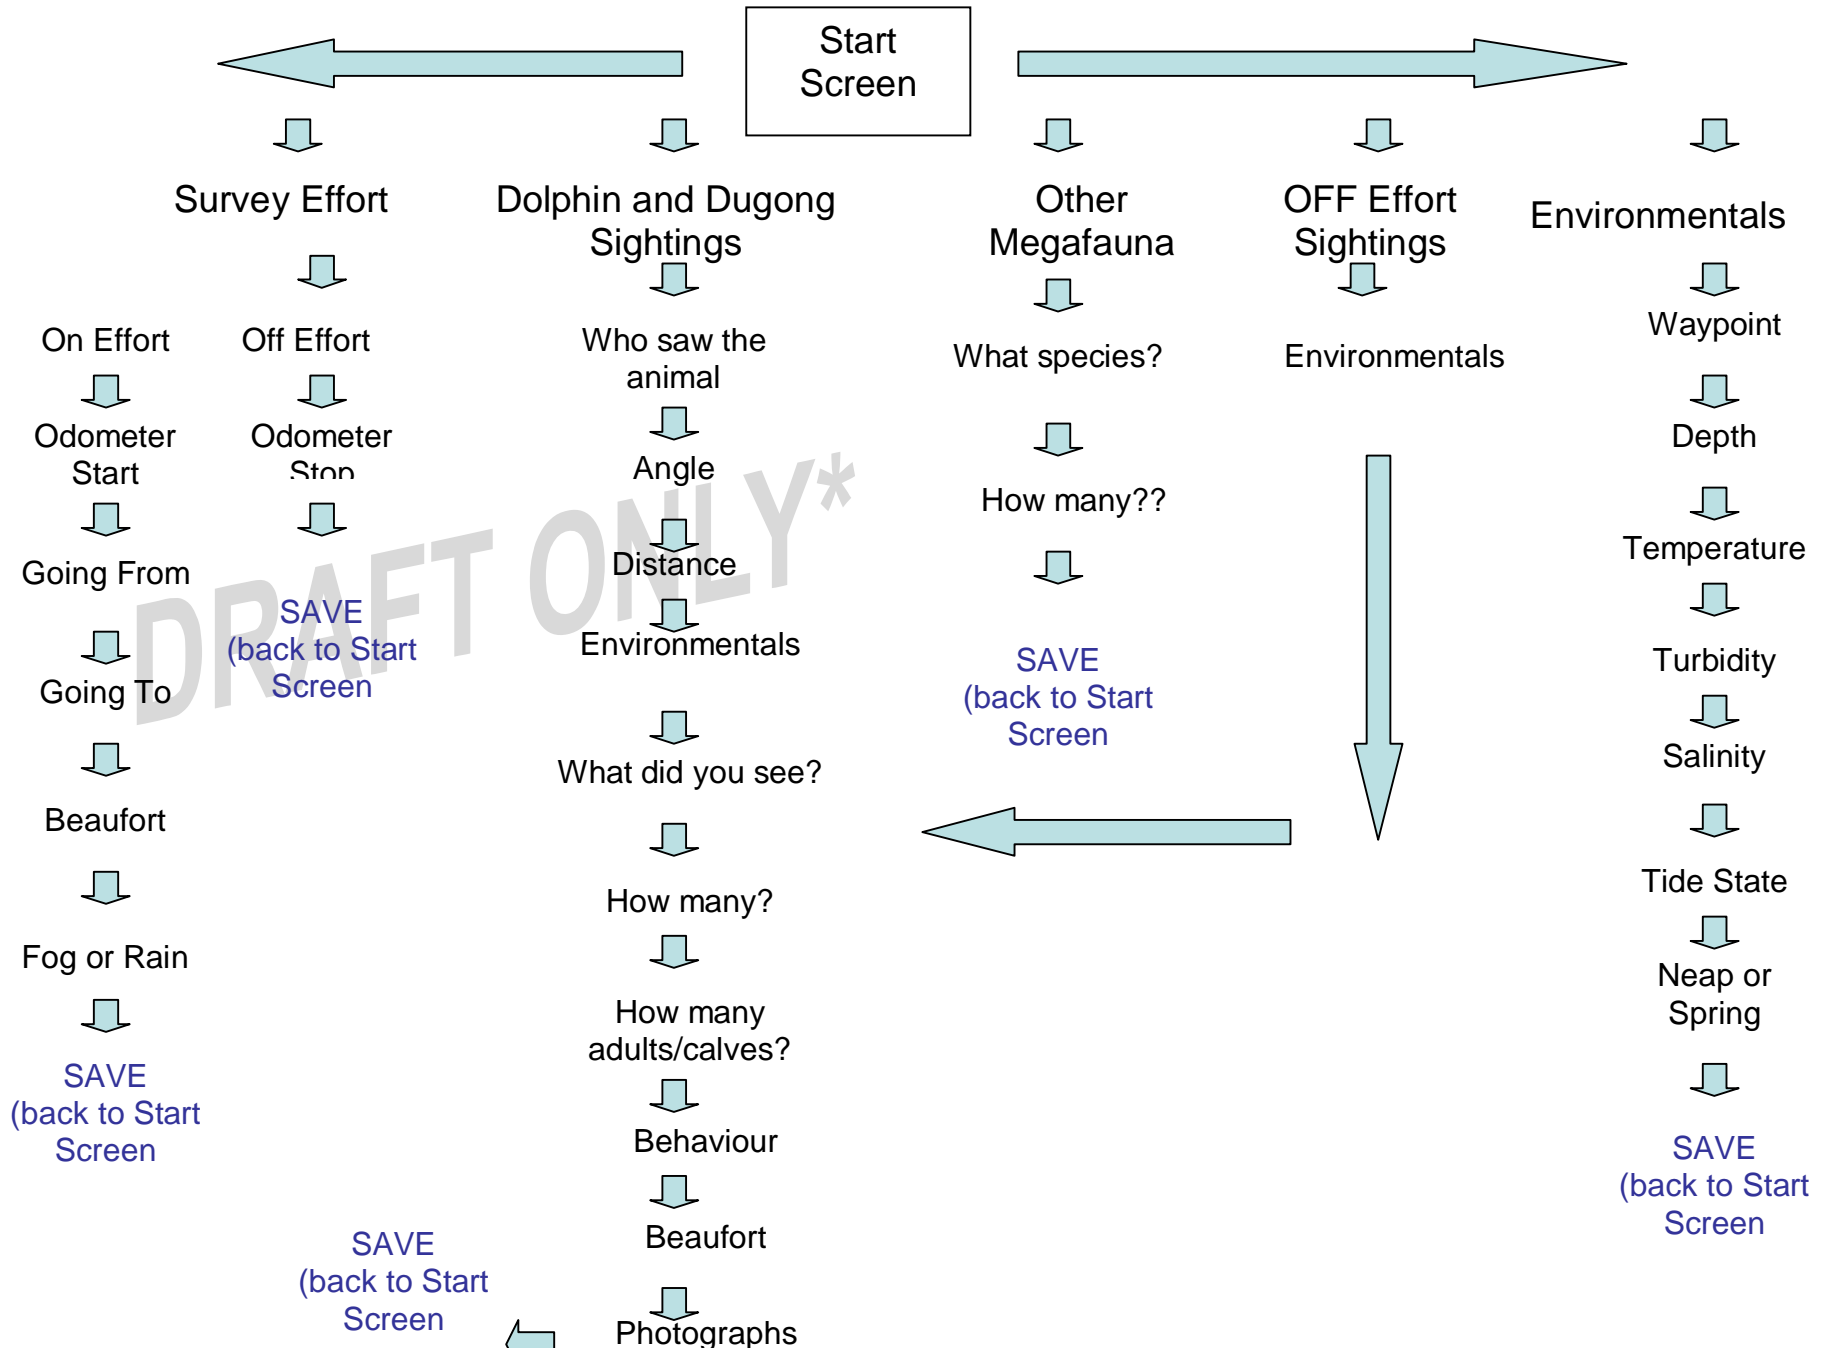 Start
Screen
Survey Effort
On Effort
Odometer
Start
Going From
Going To
Beaufort
Fog or Rain
SAVE
(back to Start
Screen
Off Effort
Odometer
Stop
SAVE
(back to Start
Screen
Dolphin and Dugong
Sightings
Who saw the
animal
Angle
Distance
Environmentals
What did you see?
How many?
How many
adults/calves?
Behaviour
Beaufort
Photographs
SAVE
(back to Start
Screen
Other
Megafauna
What species?
How many??
SAVE
(back to Start
Screen
OFF Effort
Sightings
Environmentals
Environmentals
Waypoint
Depth
Temperature
Turbidity
Salinity
Tide State
Neap or
Spring
SAVE
(back to Start
Screen
DRAFT ONLY*